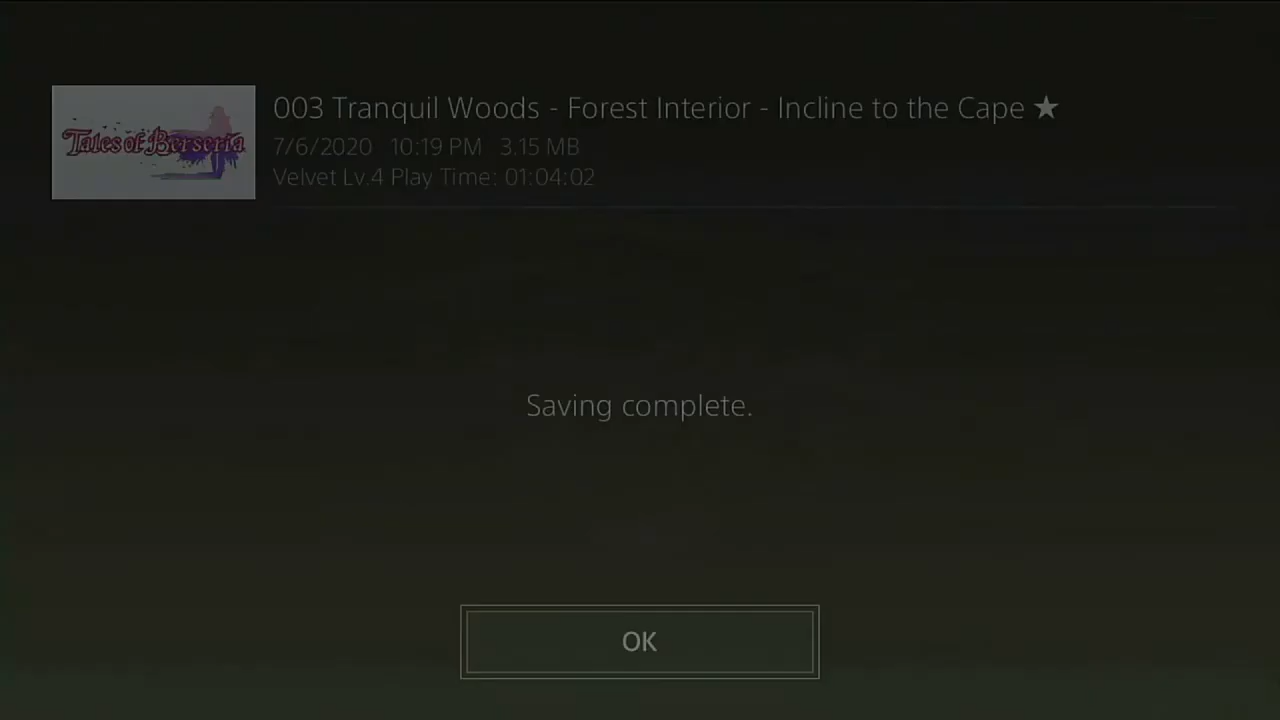 Tales of Berseria
003 Tranquil Woods - Forest Interior - Incline to the Cape ★
7/6/2020 10:19 PM 3.15 MB
Velvet Lv.4 Play Time: 01:04:02
Saving complete.
OK